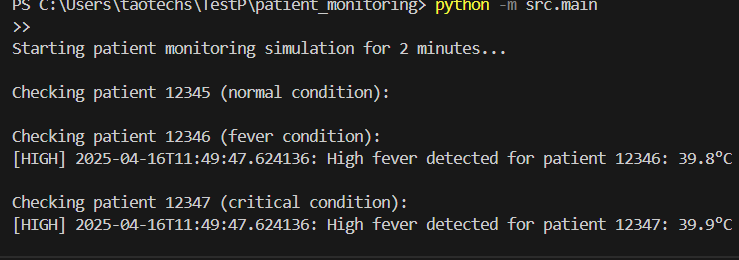 PS C:\Users\taotechs\TestP\patient_monitoring> python -m src.main
>>
Starting patient monitoring simulation for 2 minutes...
Checking patient 12345 (normal condition):
Checking patient 12346 (fever condition):
[HIGH] 2025-04-16T11:49:47.624136: High fever detected for patient 12346: 39.8°C
Checking patient 12347 (critical condition):
[HIGH] 2025-04-16T11:49:47.624136: High fever detected for patient 12347: 39.9°C